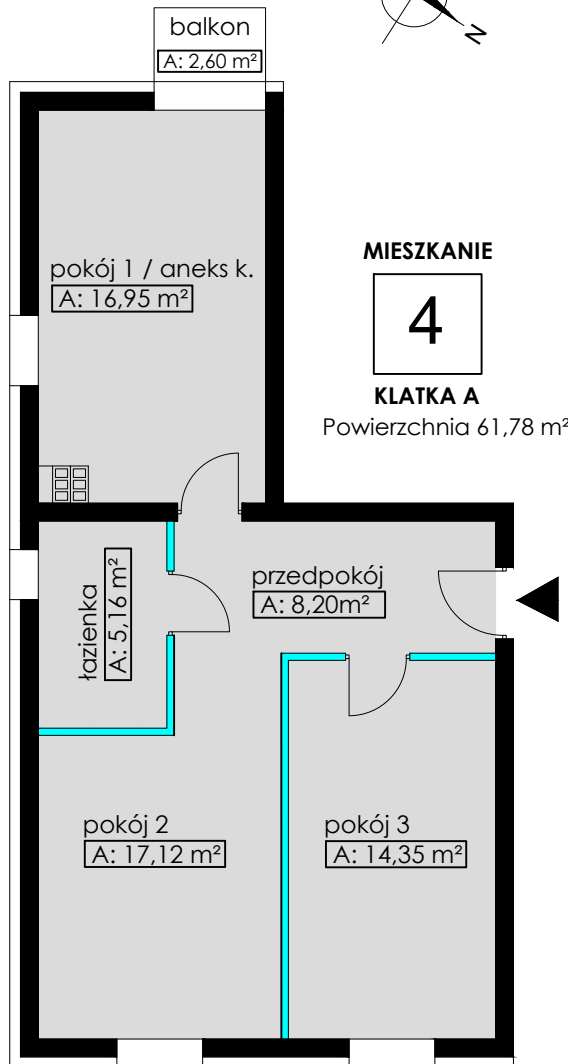 balkon
A: 2,60 m²
N
pokój 1 / aneks k.
A: 16,95 m²
MIESZKANIE
4
KLATKA A
Powierzchnia 61,78 m²
łazienka
A: 5,16 m²
przedpokój
A: 8,20m²
pokój 2
A: 17,12 m²
pokój 3
A: 14,35 m²